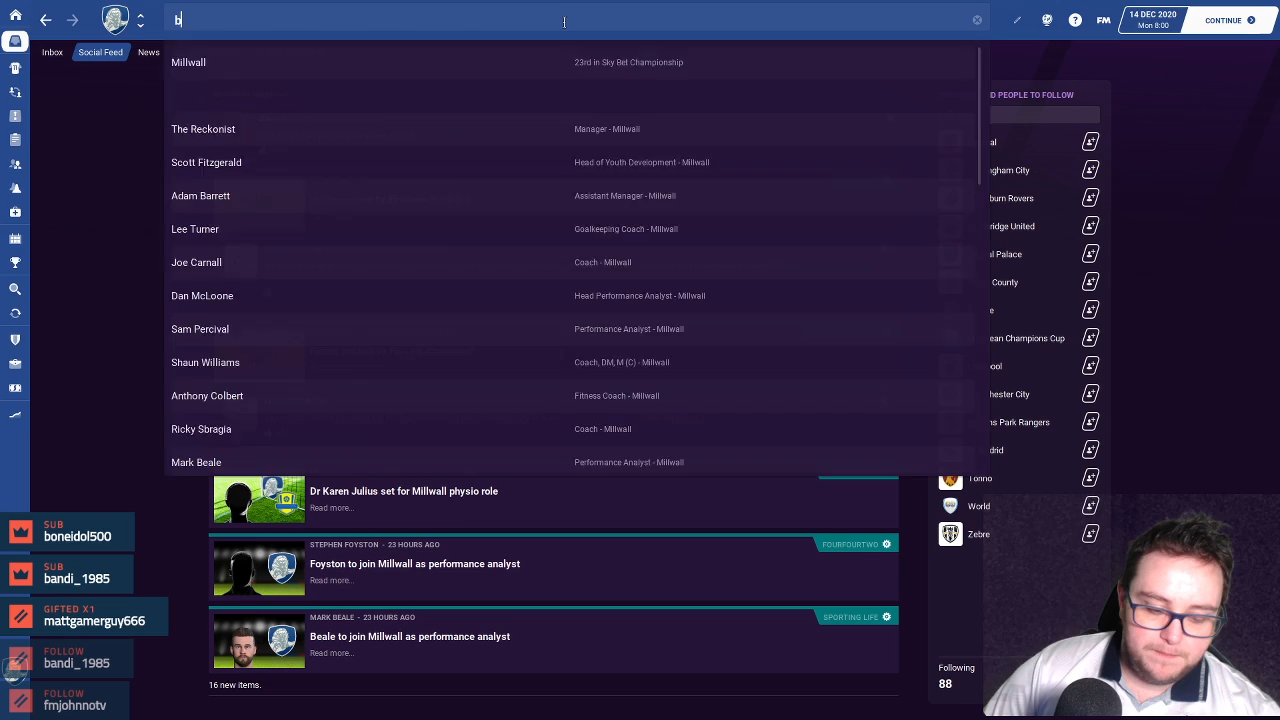 b
14 DEC 2020
Mon 8:00
CONTINUE
FM
Inbox
Social Feed
News
Millwall 23rd in Sky Bet Championship
The Reckonist Manager - Millwall
Scott Fitzgerald Head of Youth Development - Millwall
Adam Barrett Assistant Manager - Millwall
Lee Turner Goalkeeping Coach - Millwall
Joe Carnall Coach - Millwall
Dan McLoone Head Performance Analyst - Millwall
Sam Percival Performance Analyst - Millwall
Shaun Williams Coach, DM, M (C) - Millwall
Anthony Colbert Fitness Coach - Millwall
Ricky Sbragia Coach - Millwall
Mark Beale Performance Analyst - Millwall
Dr Karen Julius set for Millwall physio role
Read more...
STEPHEN FOYSTON - 23 HOURS AGO
FOURFOURTWO
Foyston to join Millwall as performance analyst
Read more...
MARK BEALE - 23 HOURS AGO
SPORTING LIFE
Beale to join Millwall as performance analyst
Read more...
16 new items.
D PEOPLE TO FOLLOW
al
ngham City
burn Rovers
ridge United
l Palace
County
e
ean Champions Cup
pool
hester City
ns Park Rangers
adrid
Torino
World
Zebre
Following
88
SUB
boneidol500
SUB
bandi_1985
GIFTED X1
mattgamerguy666
FOLLOW
bandi_1985
FOLLOW
fmjohnnotv